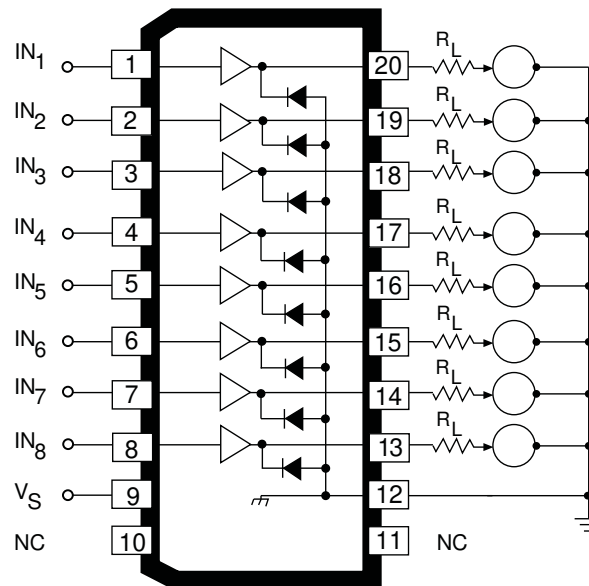 IN1 1 20 RL
IN2 2 19 RL
IN3 3 18 RL
IN4 4 17 RL
IN5 5 16 RL
IN6 6 15 RL
IN7 7 14 RL
IN8 8 13 RL
VS 9 12
NC 10 11 NC